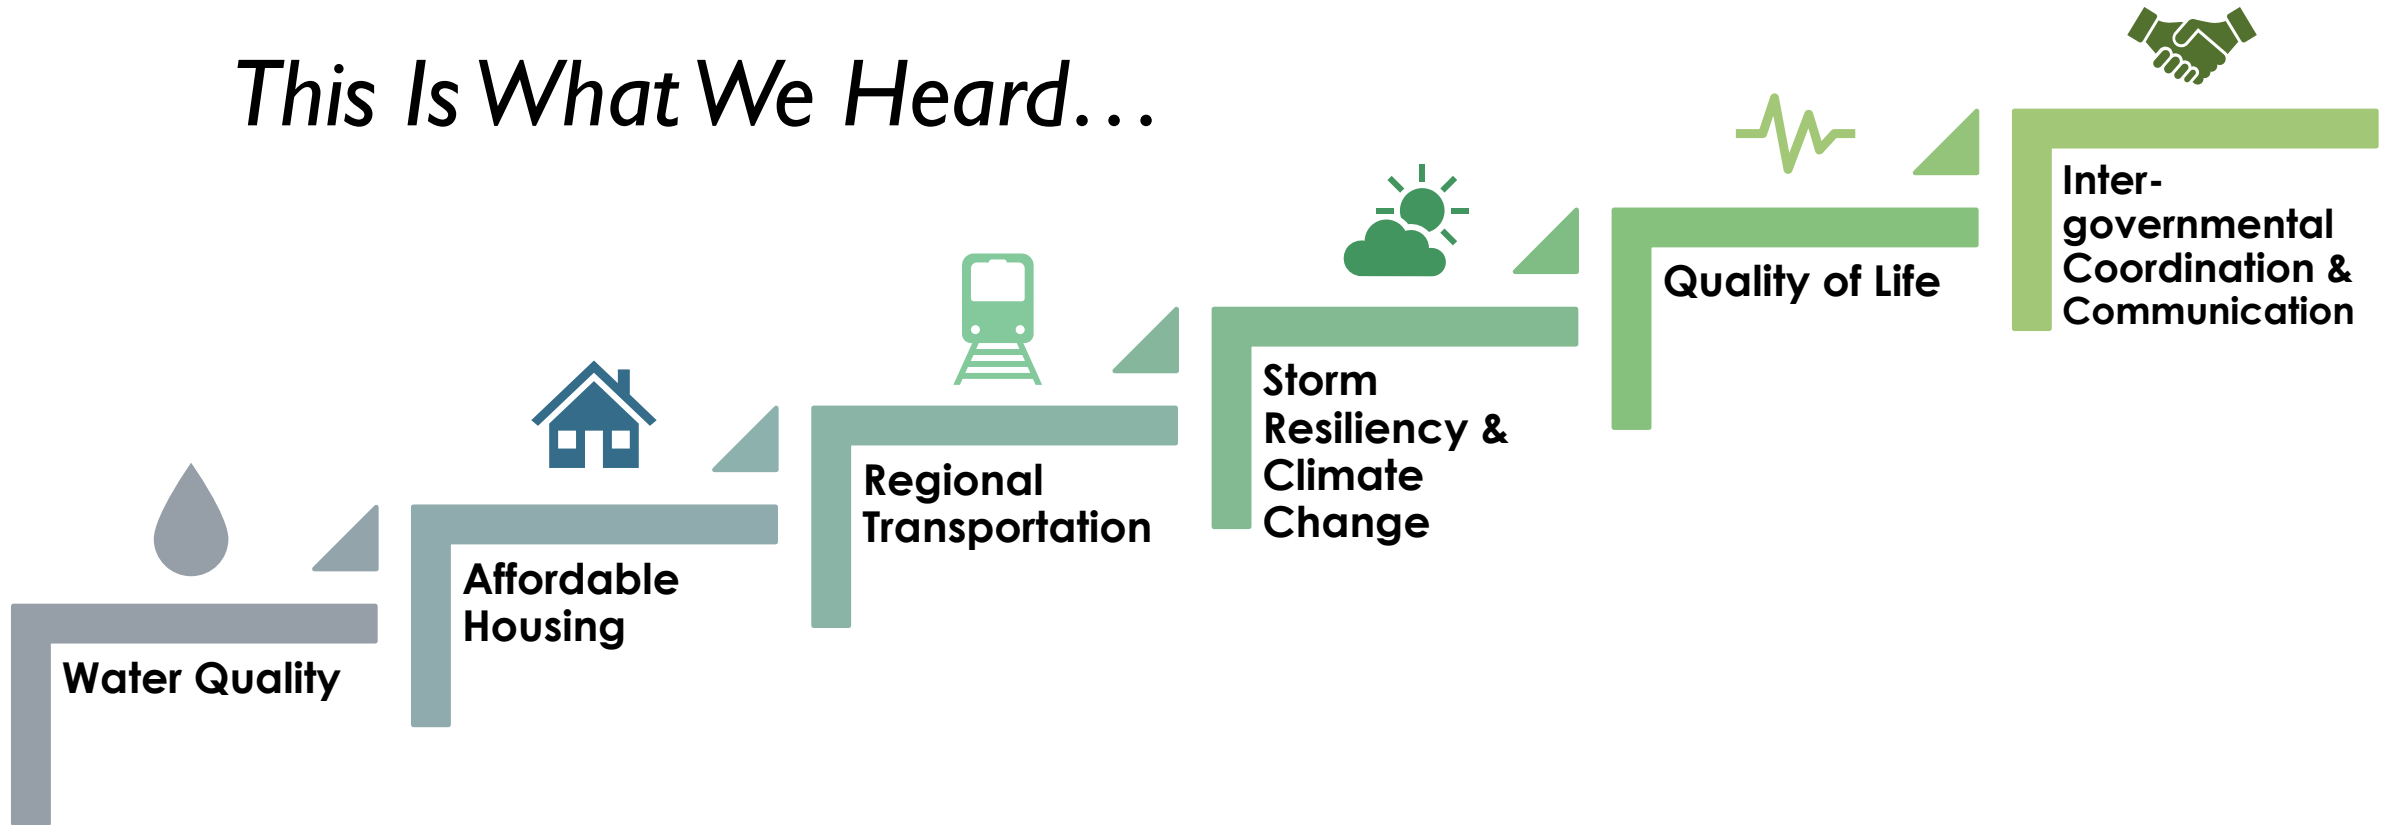 This Is What We Heard…
Water Quality
Affordable
Housing
Regional
Transportation
Storm
Resiliency &
Climate
Change
Quality of Life
Inter-
governmental
Coordination &
Communication